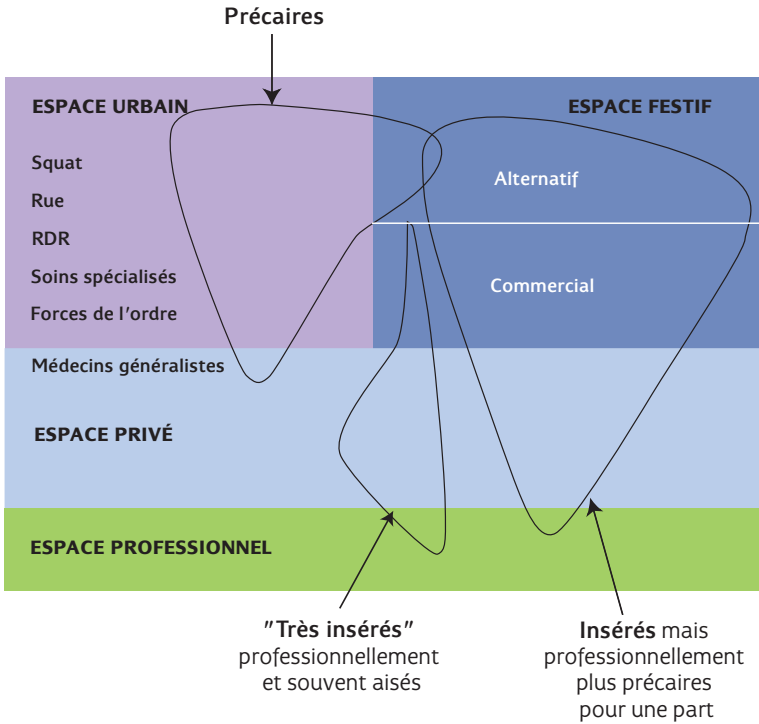 Précaires
ESPACE URBAIN
ESPACE FESTIF
Squat
Rue
RDR
Soins spécialisés
Forces de l'ordre
Alternatif
Commercial
Médecins généralistes
ESPACE PRIVÉ
ESPACE PROFESSIONNEL
"Très insérés"
professionnellement
et souvent aisés
Insérés mais
professionnellement
plus précaires
pour une part